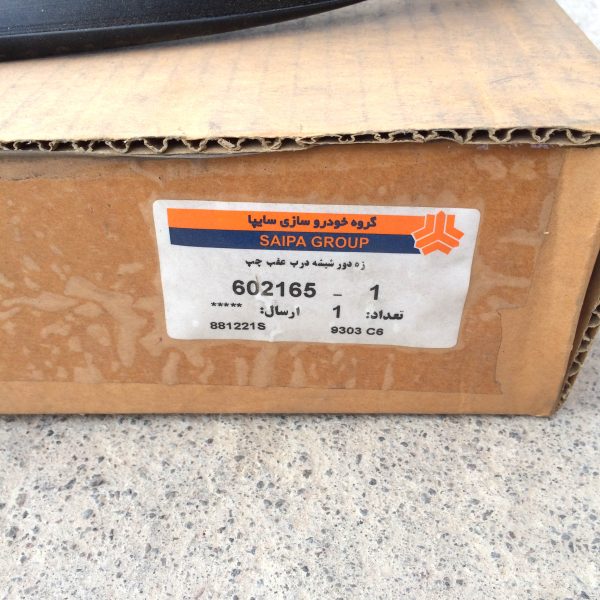 گروه خودرو سازی سایپا
SAIPA GROUP
زه دور شیشه درب عقب چپ
602165 - 1
تعداد: 1 ارسال: *****
881221S 9303 C6